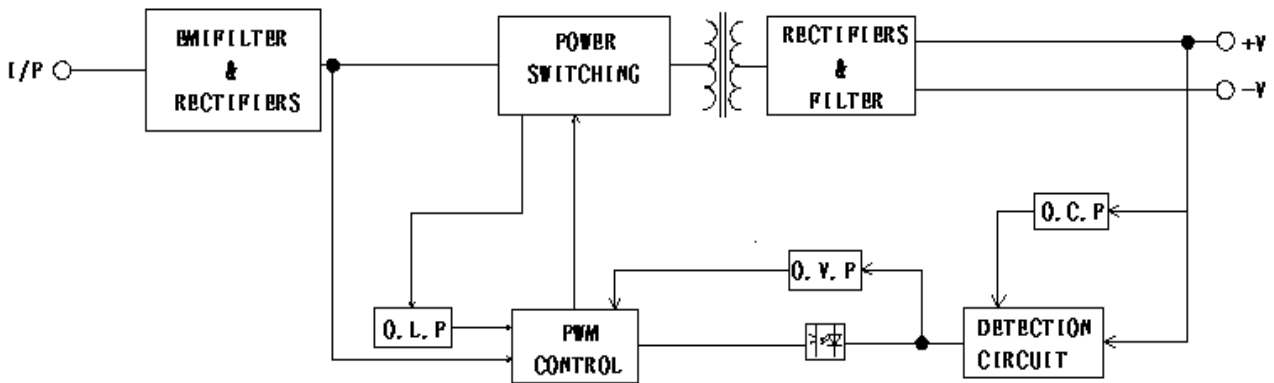 I/P
EMIFILTER
&
RECTIFIERS
POWER
SWITCHING
RECTIFIERS
&
FILTER
+V
-V
O.C.P
O.V.P
O.L.P
PWM
CONTROL
DETECTION
CIRCUIT